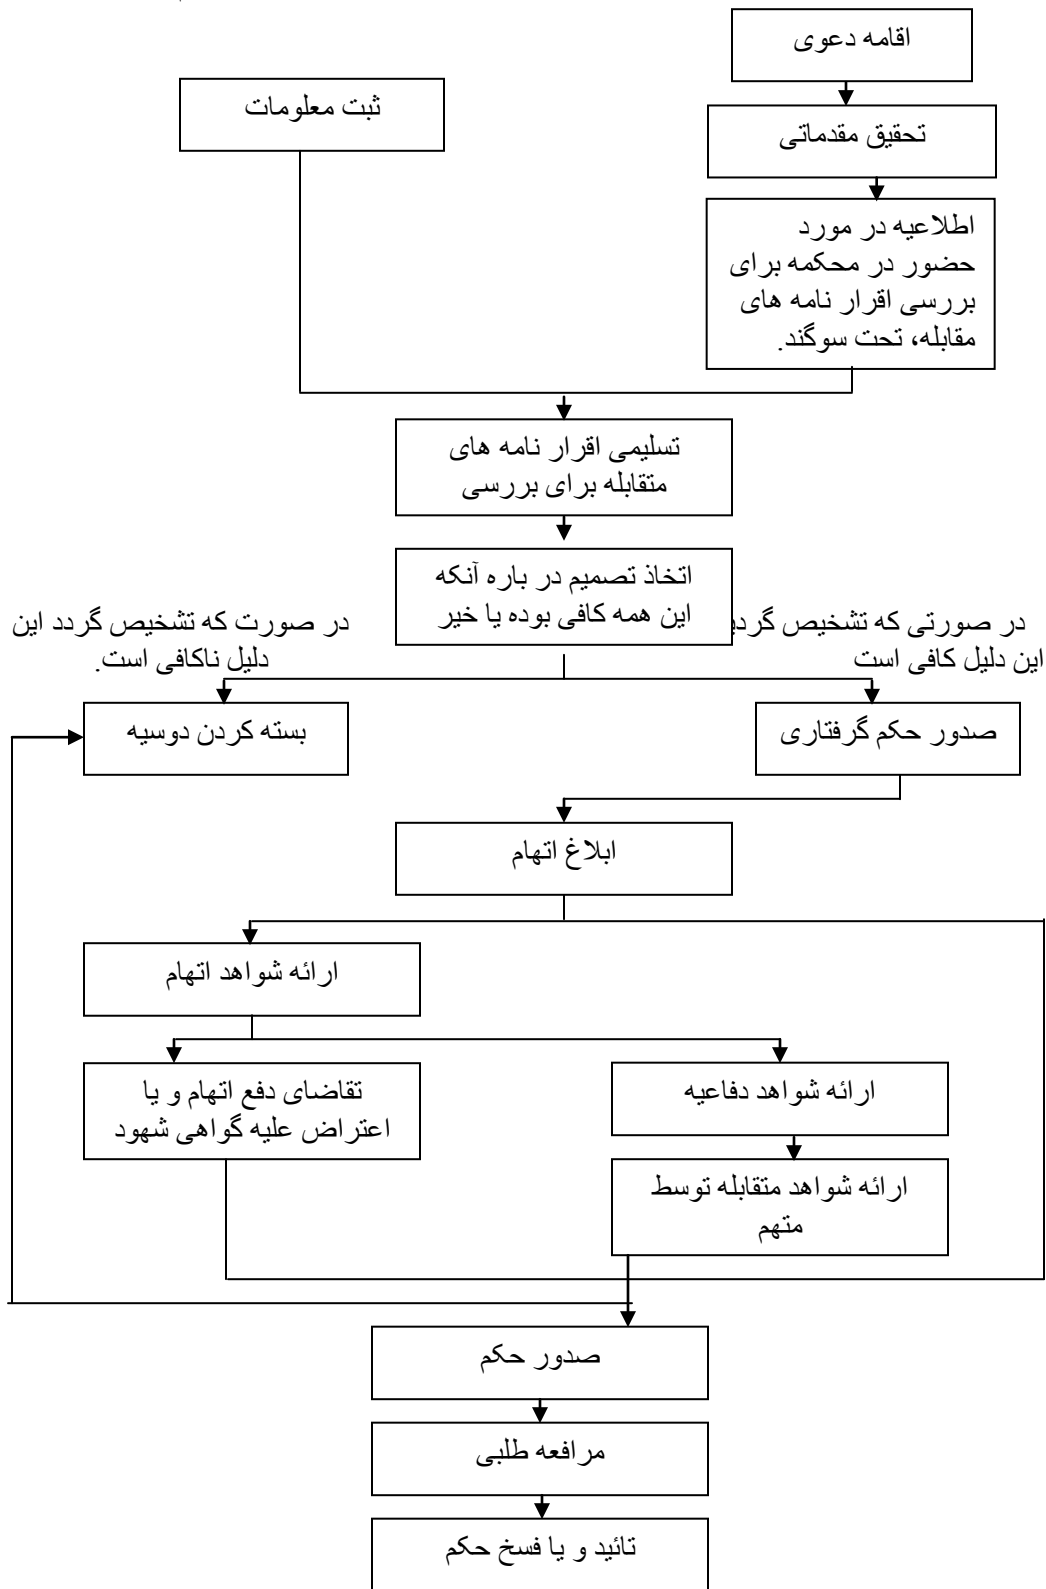 اقامه دعوی
ثبت معلومات
تحقیق مقدماتی
اطلاعیه در مورد
حضور در محکمه برای
بررسی اقرار نامه های
مقابله، تحت سوگند.
تسلیمی اقرار نامه های
متقابله برای بررسی
اتخاذ تصمیم در باره آنکه
این همه کافی بوده یا خیر
در صورتی که تشخیص
این دلیل کافی است
در صورت که تشخیص گردد این
دلیل ناکافی است.
صدور حکم گرفتاری
بسته کردن دوسیه
ابلاغ اتهام
ارائه شواهد اتهام
ارائه شواهد دفاعیه
تقاضای دفع اتهام و یا
اعتراض علیه گواهی شهود
ارائه شواهد متقابله توسط
متهم
صدور حکم
مرافعه طلبی
تائید و یا فسخ حکم